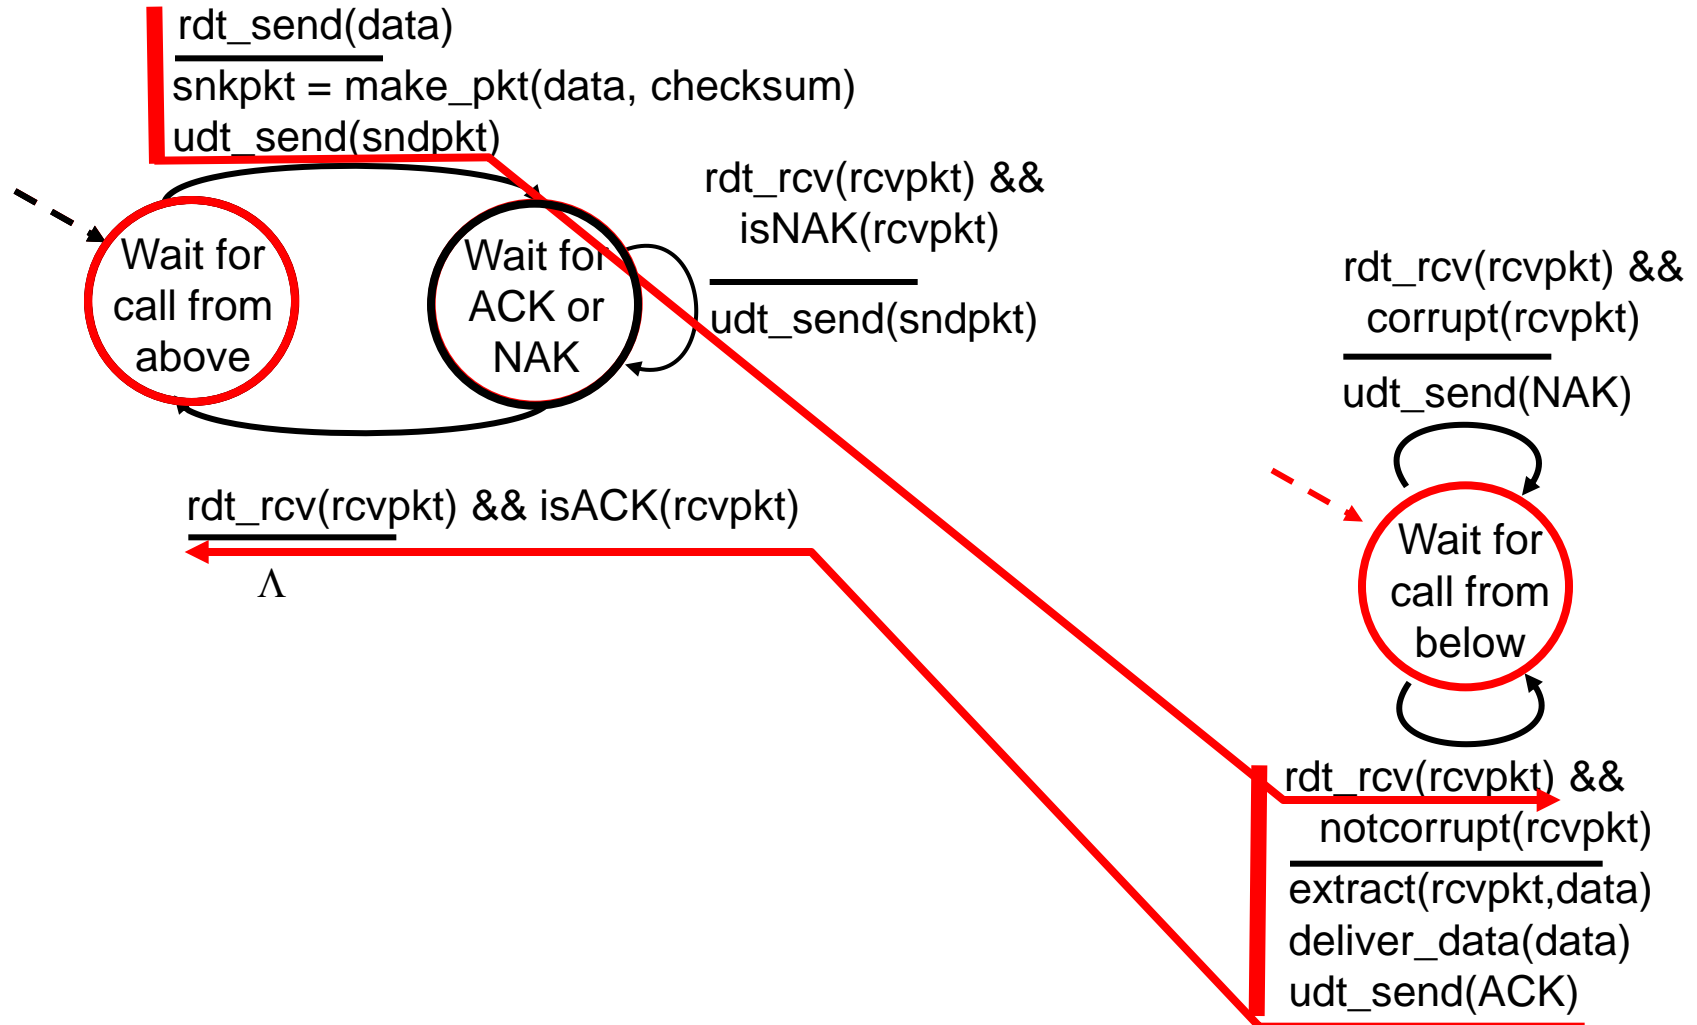 rdt_send(data)
snkpkt = make_pkt(data, checksum)
udt_send(sndpkt)
Wait for
call from
above
Wait for
ACK or
NAK
rdt_rcv(rcvpkt) &&
isNAK(rcvpkt)
udt_send(sndpkt)
rdt_rcv(rcvpkt) && isACK(rcvpkt)
Λ
rdt_rcv(rcvpkt) &&
corrupt(rcvpkt)
udt_send(NAK)
Wait for
call from
below
rdt_rcv(rcvpkt) &&
notcorrupt(rcvpkt)
extract(rcvpkt,data)
deliver_data(data)
udt_send(ACK)